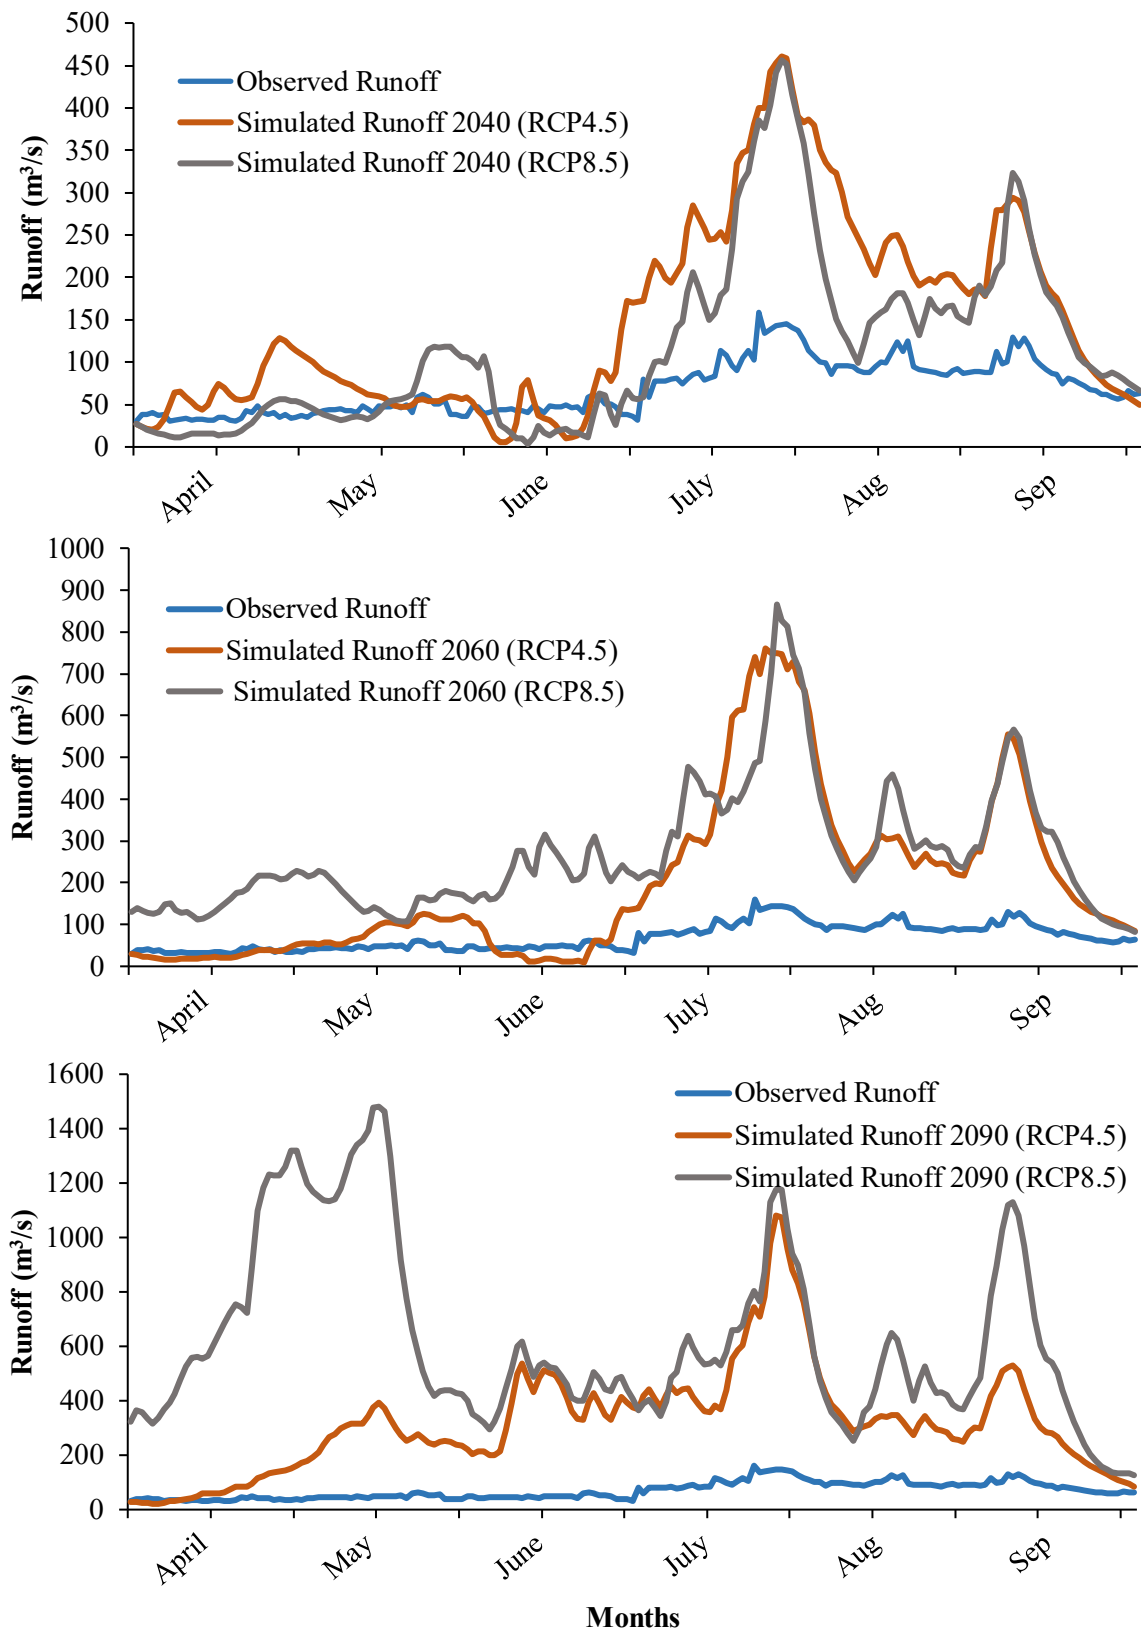 500
450
400
350
300
250
200
150
100
50
0
Runoff (m³/s)
Observed Runoff
Simulated Runoff 2040 (RCP4.5)
Simulated Runoff 2040 (RCP8.5)
April
May
June
July
Aug
Sep
1000
900
800
700
600
500
400
300
200
100
0
Runoff (m³/s)
Observed Runoff
Simulated Runoff 2060 (RCP4.5)
Simulated Runoff 2060 (RCP8.5)
April
May
June
July
Aug
Sep
1600
1400
1200
1000
800
600
400
200
0
Runoff (m³/s)
Observed Runoff
Simulated Runoff 2090 (RCP4.5)
Simulated Runoff 2090 (RCP8.5)
April
May
June
July
Aug
Sep
Months